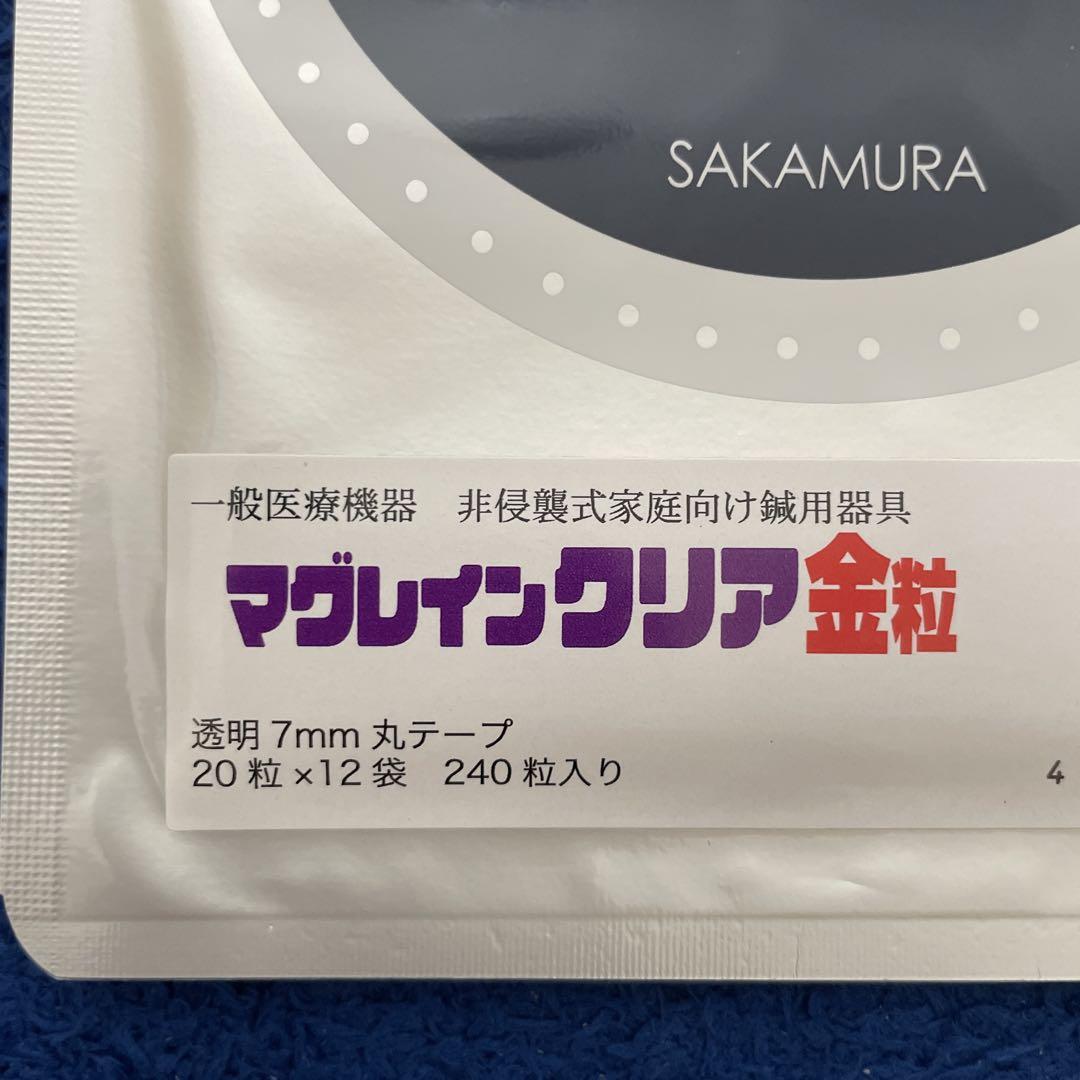 SAKAMURA
一般医療機器　非侵襲式家庭向け鍼用器具
マグレインクリア金粒
透明 7mm 丸テープ
20 粒 ×12 袋　240 粒入り
4